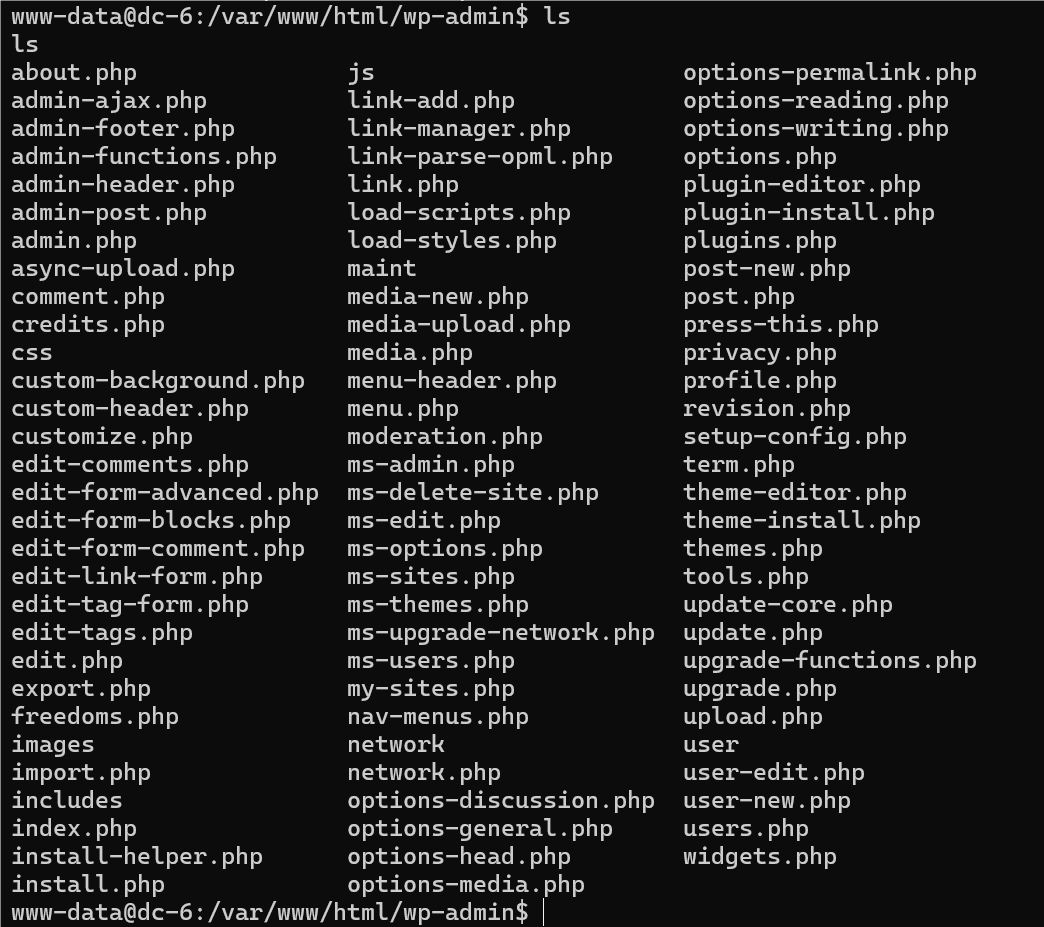 www-data@dc-6:/var/www/html/wp-admin$ ls
ls
about.php                js                      options-permalink.php
admin-ajax.php           link-add.php            options-reading.php
admin-footer.php         link-manager.php        options-writing.php
admin-functions.php      link-parse-opml.php     options.php
admin-header.php         link.php                plugin-editor.php
admin-post.php           load-scripts.php        plugin-install.php
admin.php                load-styles.php         plugins.php
async-upload.php         maint                   post-new.php
comment.php              media-new.php           post.php
credits.php              media-upload.php        press-this.php
css                      media.php               privacy.php
custom-background.php    menu-header.php         profile.php
custom-header.php        menu.php                revision.php
customize.php            moderation.php          setup-config.php
edit-comments.php        ms-admin.php            term.php
edit-form-advanced.php   ms-delete-site.php      theme-editor.php
edit-form-blocks.php     ms-edit.php             theme-install.php
edit-form-comment.php    ms-options.php          themes.php
edit-link-form.php       ms-sites.php            tools.php
edit-tag-form.php        ms-themes.php           update-core.php
edit-tags.php            ms-upgrade-network.php  update.php
edit.php                 ms-users.php            upgrade-functions.php
export.php               my-sites.php            upgrade.php
freedoms.php             nav-menus.php           upload.php
images                   network                 user
import.php               network.php             user-edit.php
includes                 options-discussion.php  user-new.php
index.php                options-general.php     users.php
install-helper.php       options-head.php        widgets.php
install.php              options-media.php
www-data@dc-6:/var/www/html/wp-admin$